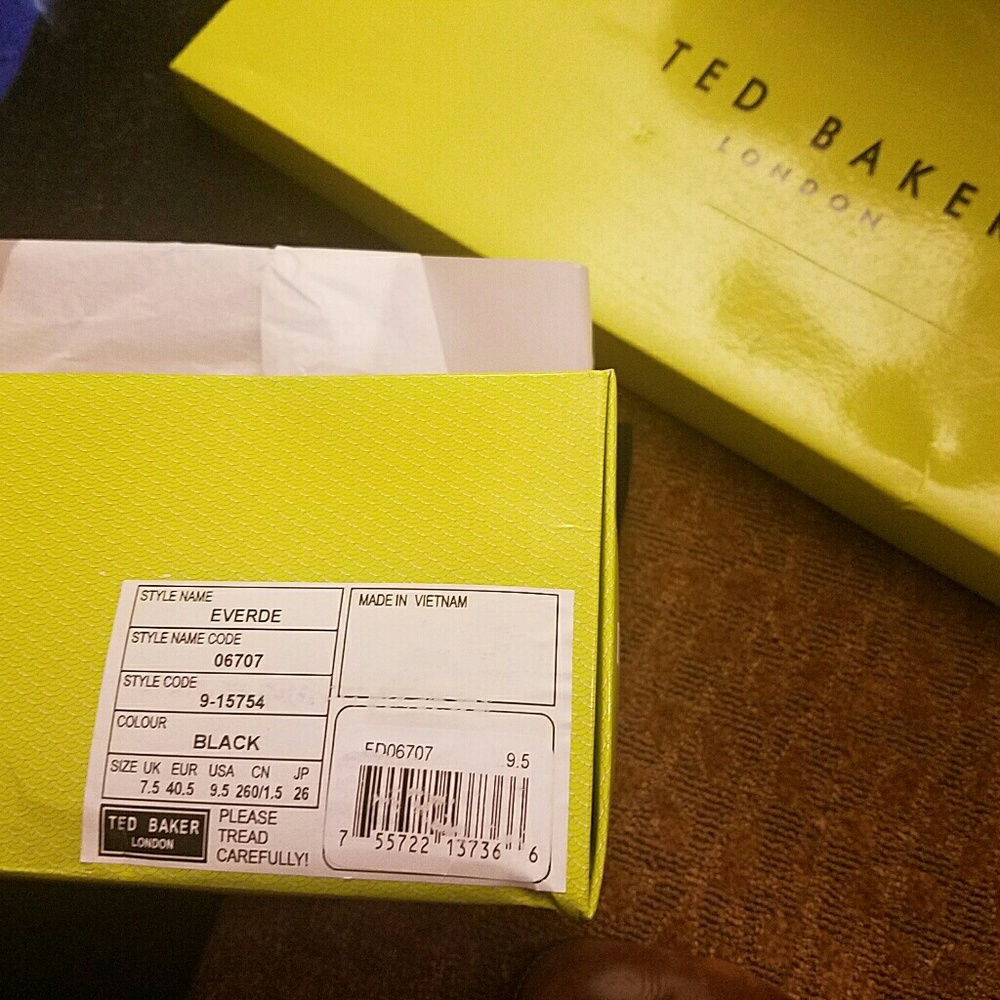 TED BAKER
LONDON
STYLE NAME
EVERDE
STYLE NAME CODE
06707
STYLE CODE
9-15754
COLOUR
BLACK
SIZE UK EUR USA CN JP
7.5 40.5 9.5 260/1.5 26
TED BAKER
LONDON
PLEASE
TREAD
CAREFULLY!
MADE IN VIETNAM
ED06707 9.5
7 55722 13736 6